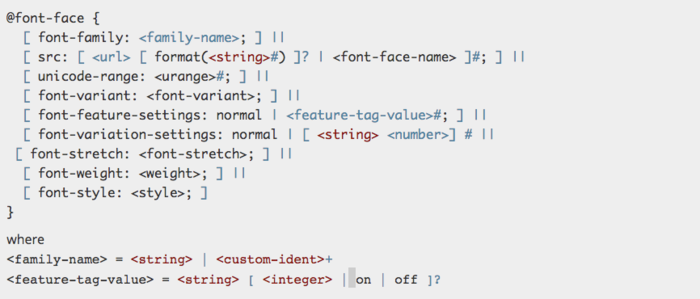 @font-face {
[ font-family: <family-name>; ] ||
[ src: [ <url> [ format(<string>#) ]? | <font-face-name> ]#; ] ||
[ unicode-range: <urange>#; ] ||
[ font-variant: <font-variant>; ] ||
[ font-feature-settings: normal | <feature-tag-value>#; ] ||
[ font-variation-settings: normal | [ <string> <number>] # ||
[ font-stretch: <font-stretch>; ] ||
[ font-weight: <weight>; ] ||
[ font-style: <style>; ]
}
where
<family-name> = <string> | <custom-ident>+
<feature-tag-value> = <string> [ <integer> | on | off ]?